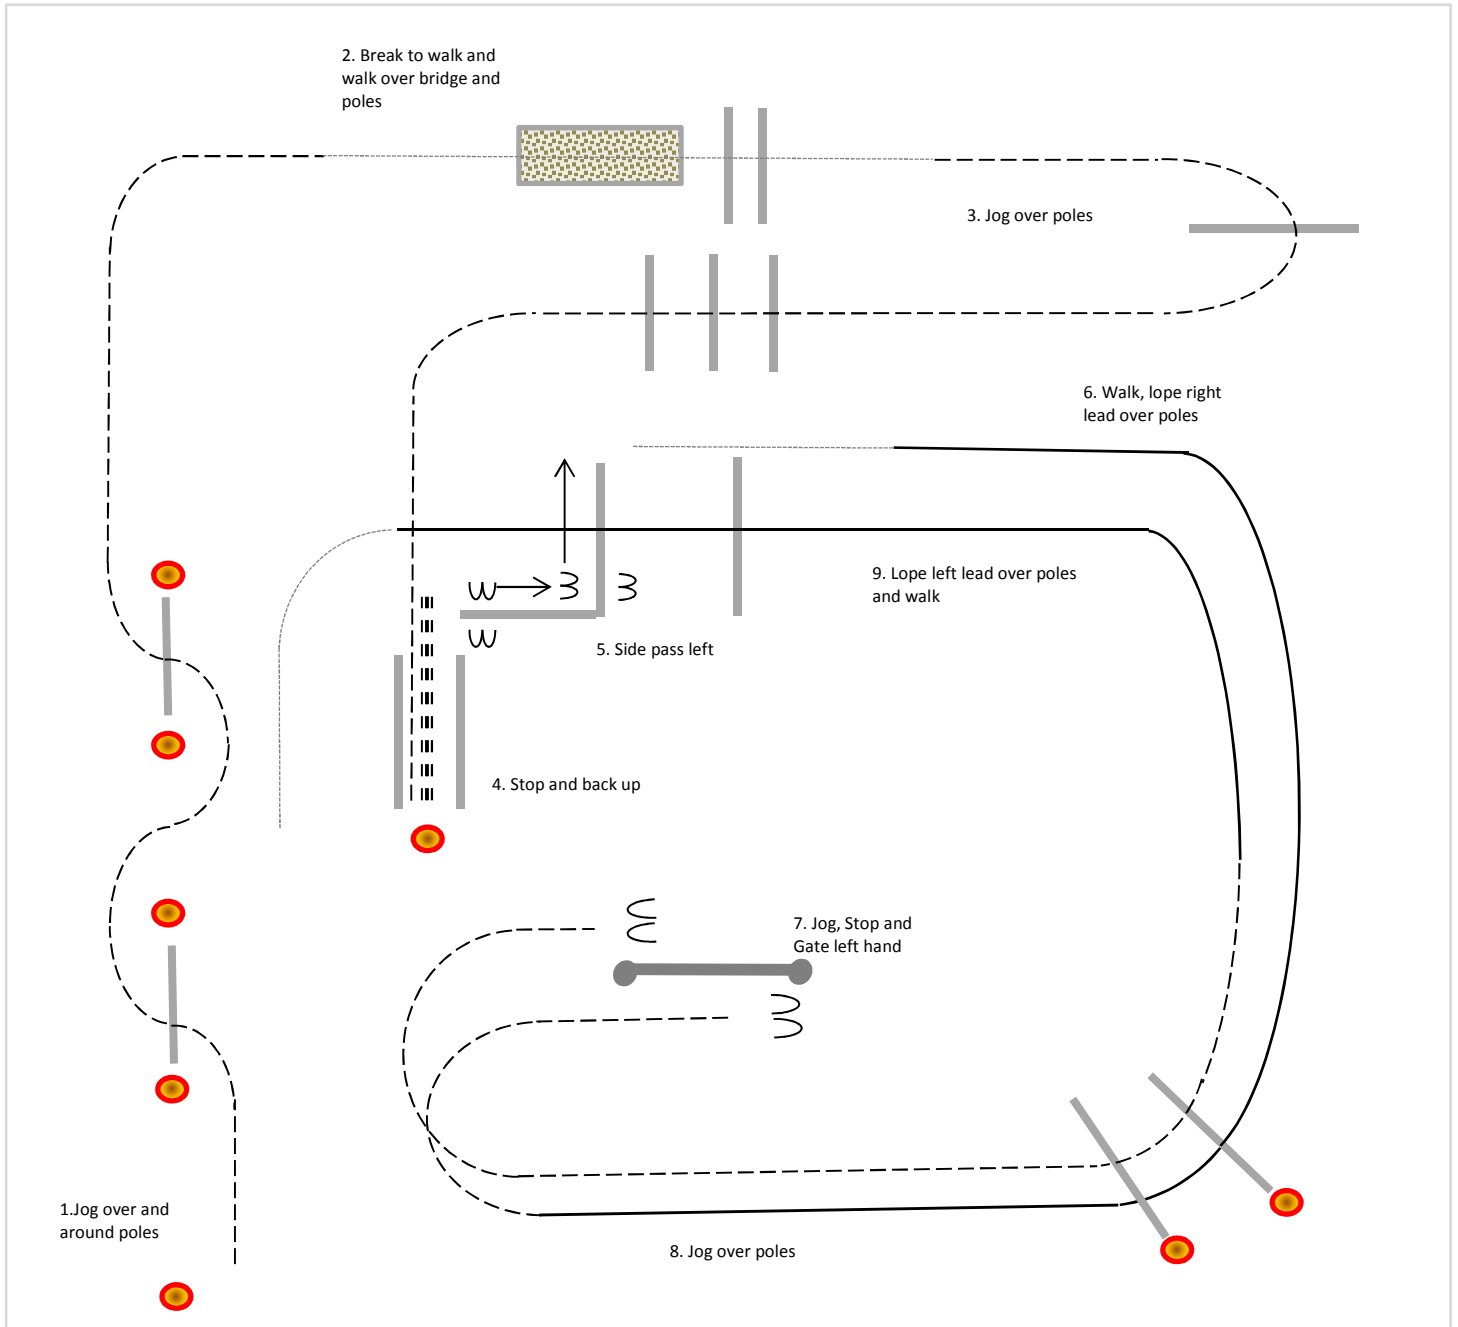 2. Break to walk and
walk over bridge and
poles
3. Jog over poles
6. Walk, lope right
lead over poles
9. Lope left lead over poles
and walk
5. Side pass left
4. Stop and back up
7. Jog, Stop and
Gate left hand
1.Jog over and
around poles
8. Jog over poles